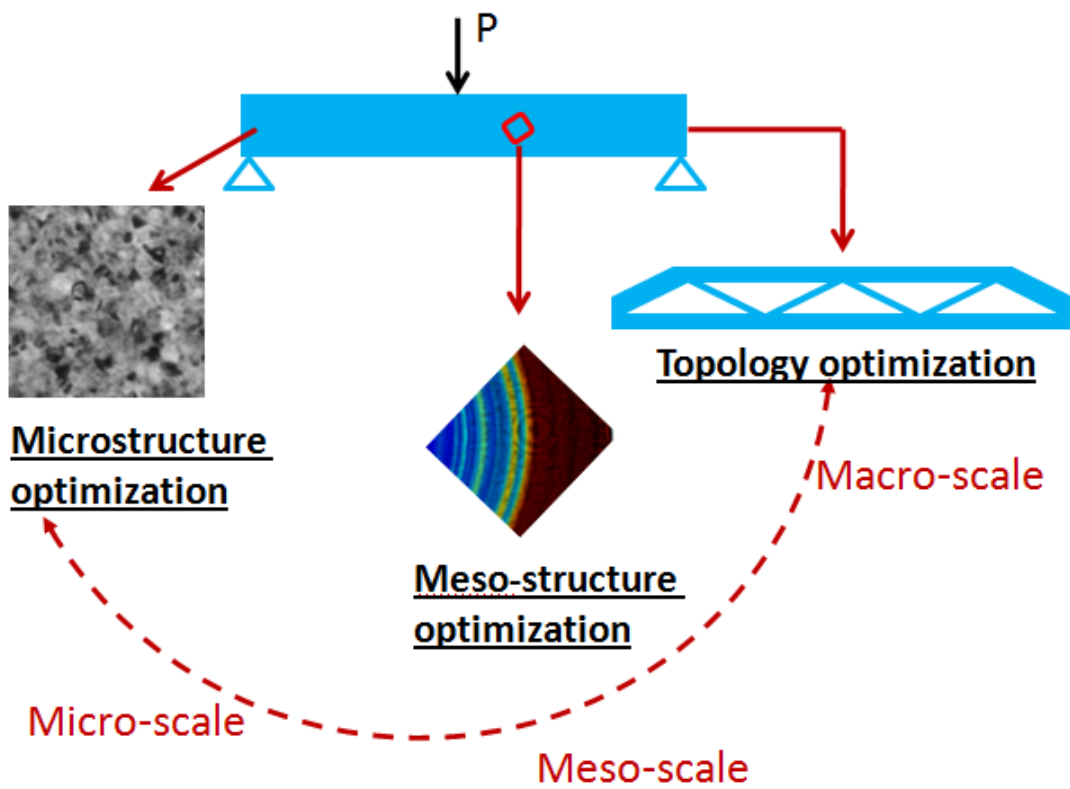 P
Topology optimization
Microstructure
optimization
Macro-scale
Meso-structure
optimization
Micro-scale
Meso-scale